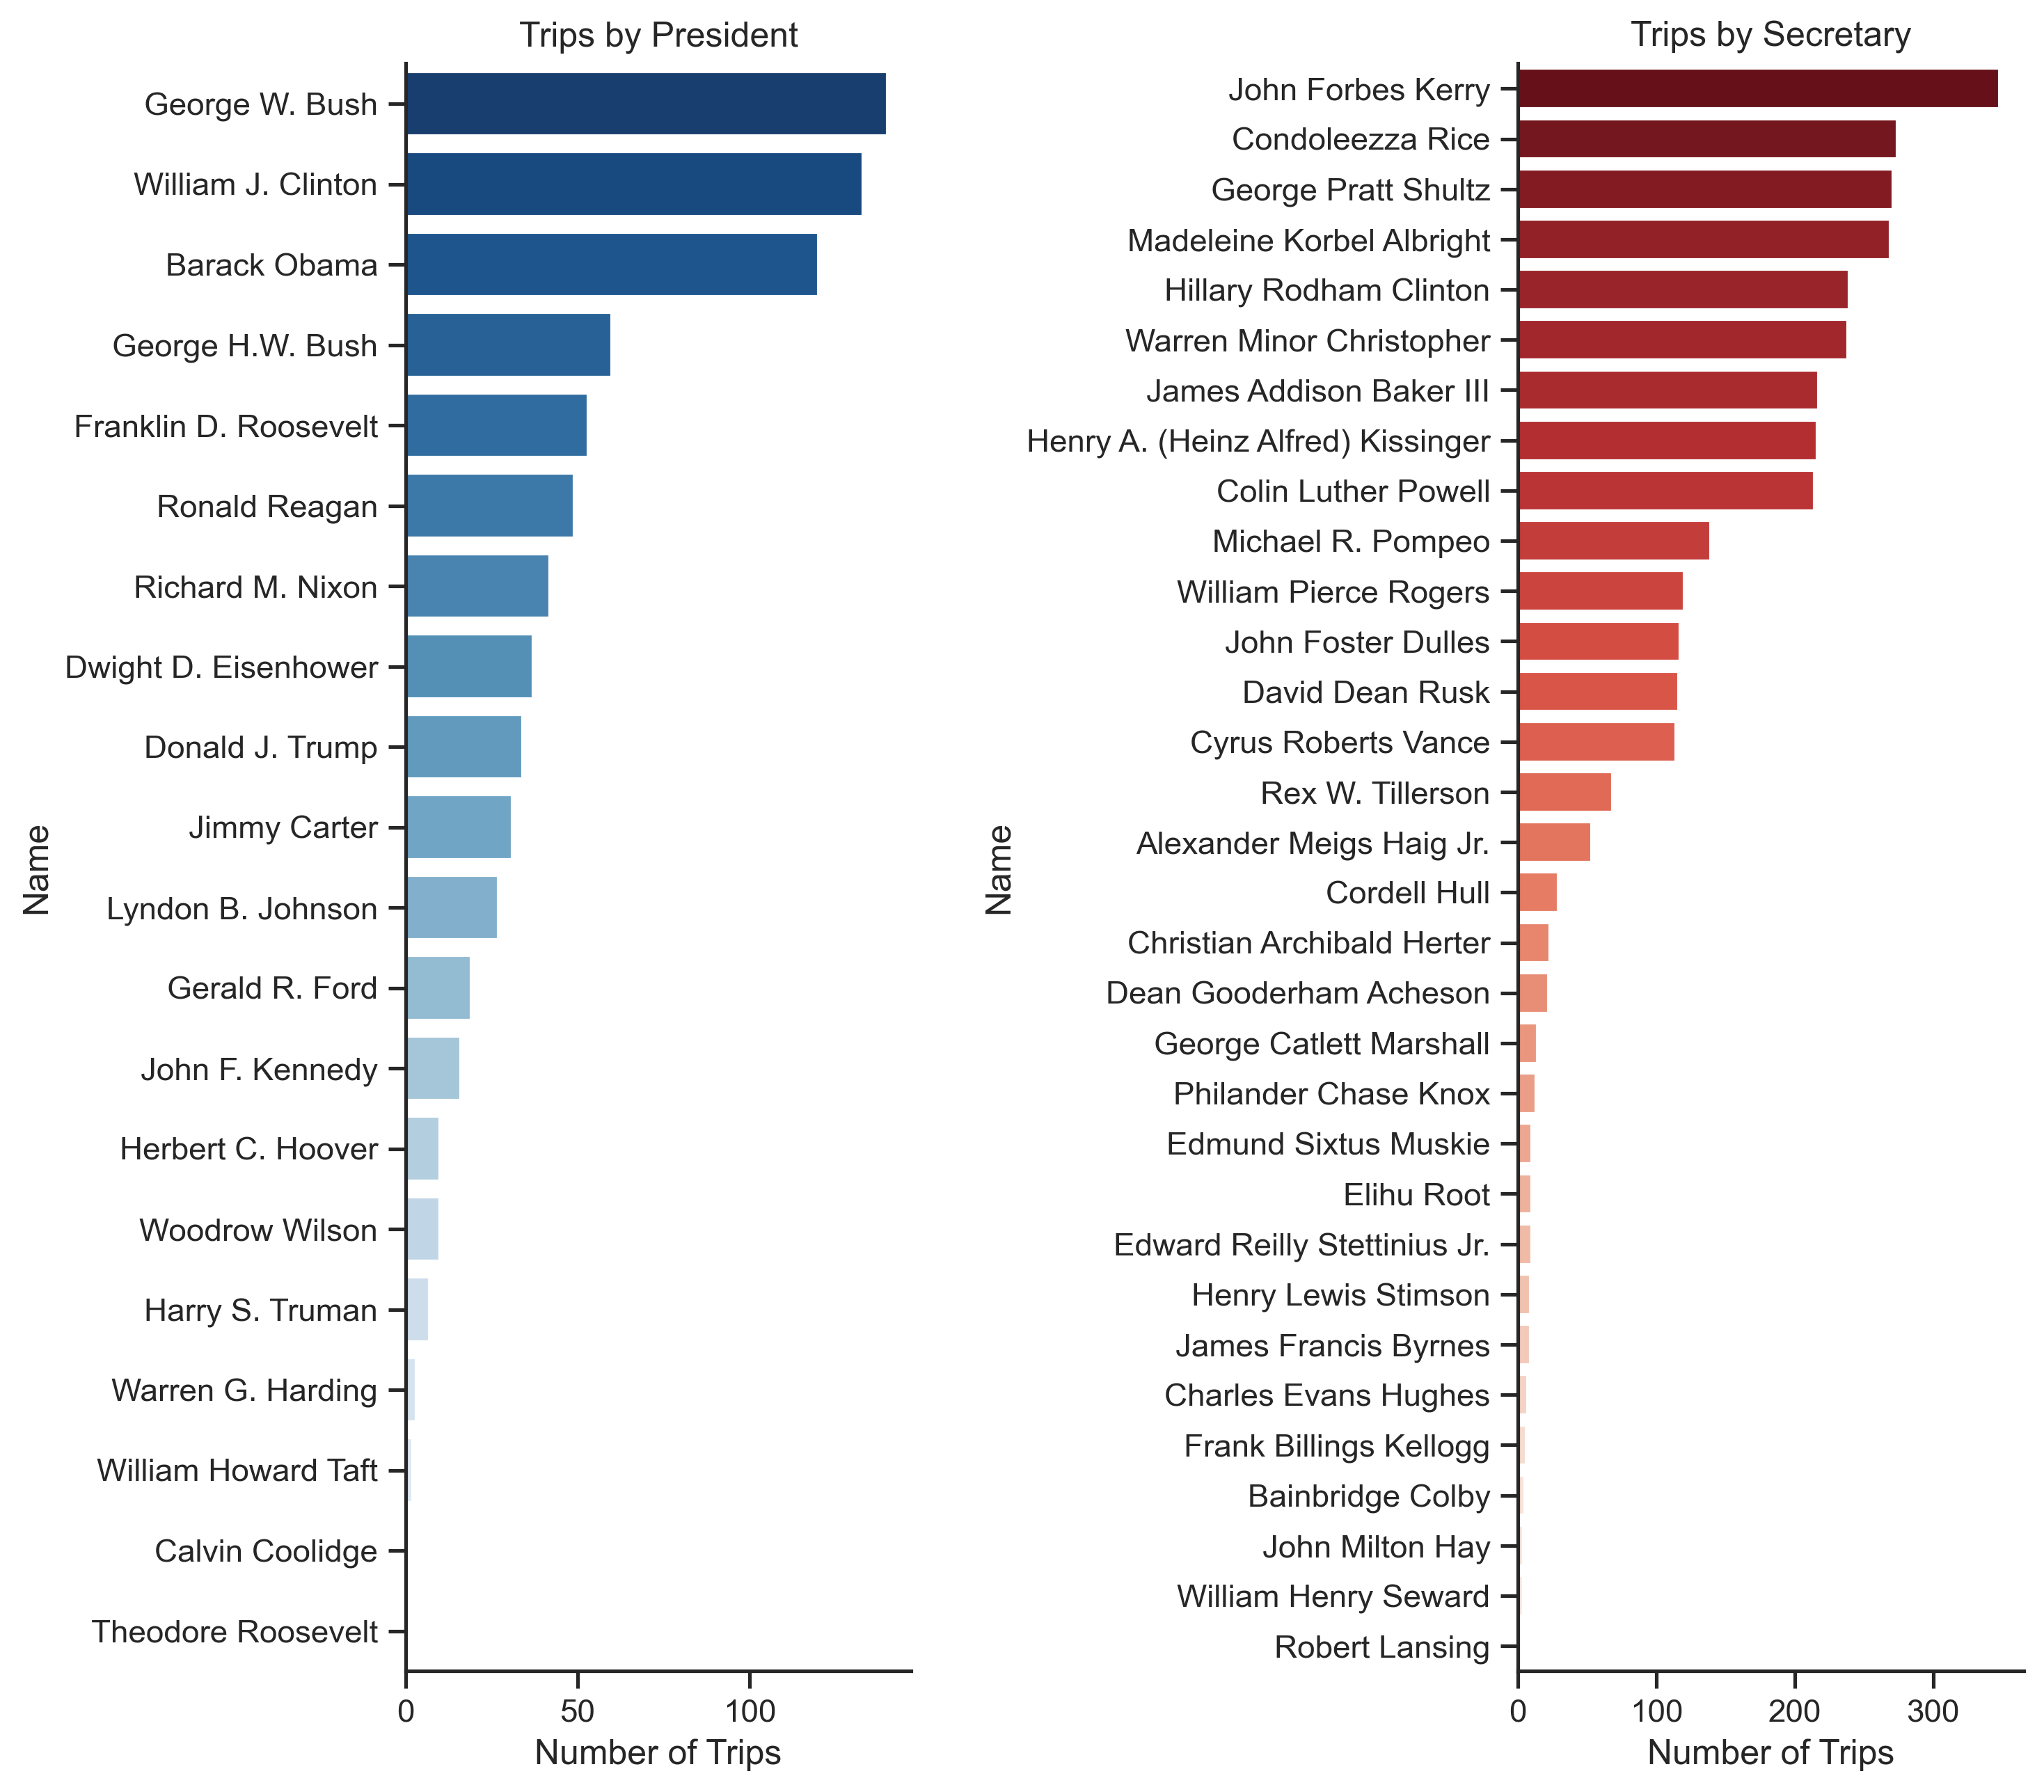 Trips by President
Name
George W. Bush
William J. Clinton
Barack Obama
George H.W. Bush
Franklin D. Roosevelt
Ronald Reagan
Richard M. Nixon
Dwight D. Eisenhower
Donald J. Trump
Jimmy Carter
Lyndon B. Johnson
Gerald R. Ford
John F. Kennedy
Herbert C. Hoover
Woodrow Wilson
Harry S. Truman
Warren G. Harding
William Howard Taft
Calvin Coolidge
Theodore Roosevelt
0 50 100
Number of Trips
Trips by Secretary
Name
John Forbes Kerry
Condoleezza Rice
George Pratt Shultz
Madeleine Korbel Albright
Hillary Rodham Clinton
Warren Minor Christopher
James Addison Baker III
Henry A. (Heinz Alfred) Kissinger
Colin Luther Powell
Michael R. Pompeo
William Pierce Rogers
John Foster Dulles
David Dean Rusk
Cyrus Roberts Vance
Rex W. Tillerson
Alexander Meigs Haig Jr.
Cordell Hull
Christian Archibald Herter
Dean Gooderham Acheson
George Catlett Marshall
Philander Chase Knox
Edmund Sixtus Muskie
Elihu Root
Edward Reilly Stettinius Jr.
Henry Lewis Stimson
James Francis Byrnes
Charles Evans Hughes
Frank Billings Kellogg
Bainbridge Colby
John Milton Hay
William Henry Seward
Robert Lansing
0 100 200 300
Number of Trips